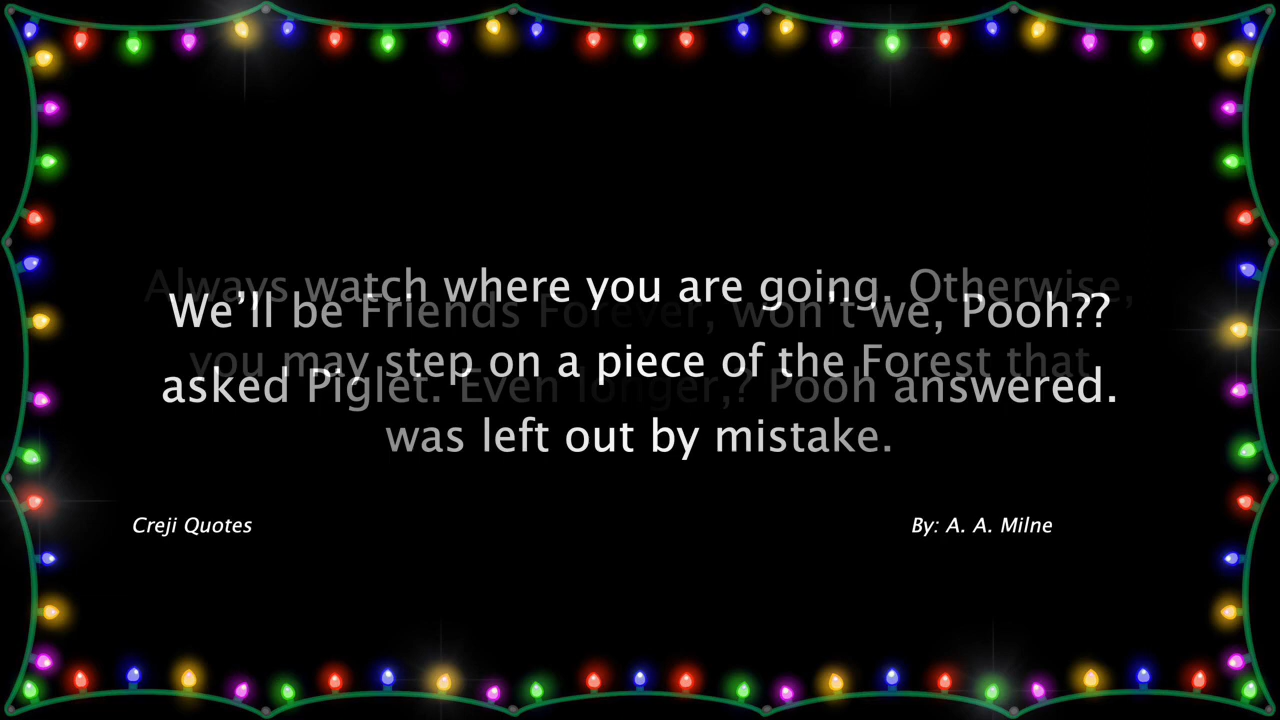 Always watch where you are going. Otherwise,
you may step on a piece of the Forest that
was left out by mistake.
We’ll be Friends Forever, won’t we, Pooh??
asked Piglet. Even longer,? Pooh answered.
Creji Quotes
By: A. A. Milne